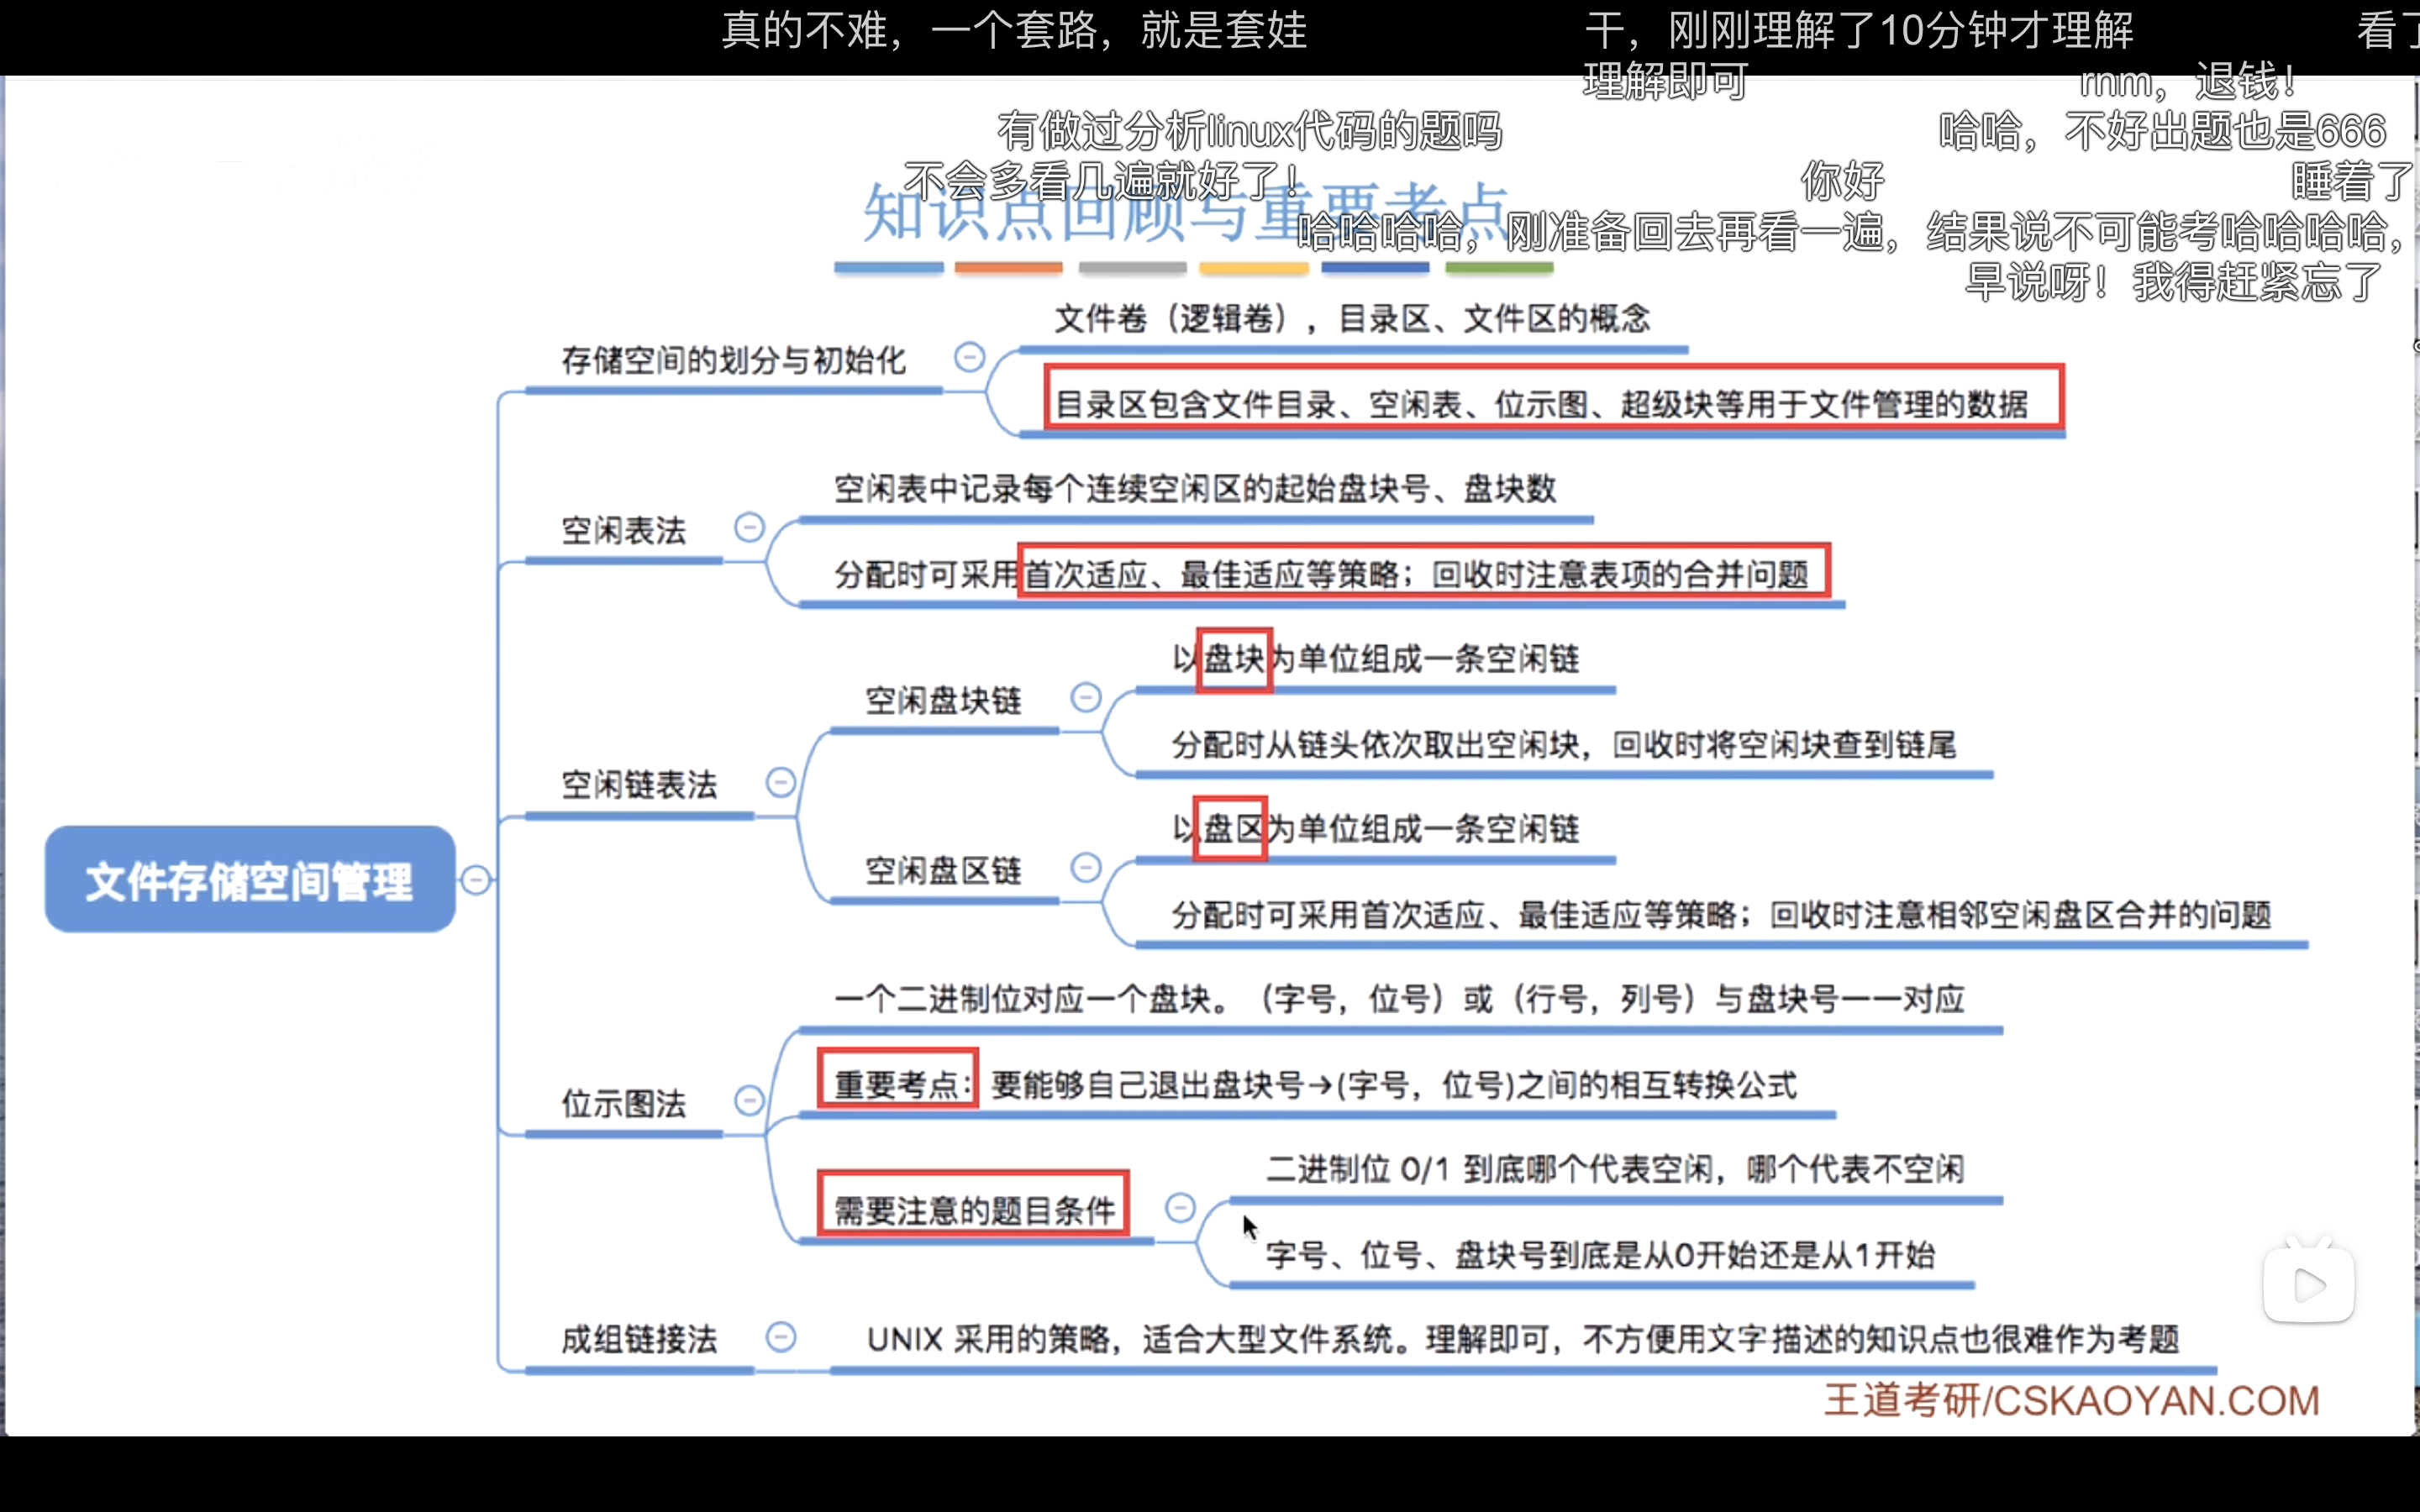 真的不难，一个套路，就是套娃
干，刚刚理解了10分钟才理解
看了
理解即可
rnm，退钱！
有做过分析linux代码的题吗
哈哈，不好出题也是666
不会多看几遍就好了！
你好
睡着了
知识点回顾与重要考点
哈哈哈哈，刚准备回去再看一遍，结果说不可能考哈哈哈哈，
早说呀！我得赶紧忘了
文件存储空间管理
存储空间的划分与初始化
文件卷（逻辑卷），目录区、文件区的概念
目录区包含文件目录、空闲表、位示图、超级块等用于文件管理的数据
空闲表法
空闲表中记录每个连续空闲区的起始盘块号、盘块数
分配时可采用首次适应、最佳适应等策略；回收时注意表项的合并问题
空闲链表法
空闲盘块链
以盘块为单位组成一条空闲链
分配时从链头依次取出空闲块，回收时将空闲块查到链尾
空闲盘区链
以盘区为单位组成一条空闲链
分配时可采用首次适应、最佳适应等策略；回收时注意相邻空闲盘区合并的问题
位示图法
一个二进制位对应一个盘块。（字号，位号）或（行号，列号）与盘块号一一对应
重要考点：要能够自己退出盘块号→(字号，位号)之间的相互转换公式
需要注意的题目条件
二进制位 0/1 到底哪个代表空闲，哪个代表不空闲
字号、位号、盘块号到底是从0开始还是从1开始
成组链接法
UNIX 采用的策略，适合大型文件系统。理解即可，不方便用文字描述的知识点也很难作为考题
王道考研/CSKAOYAN.COM